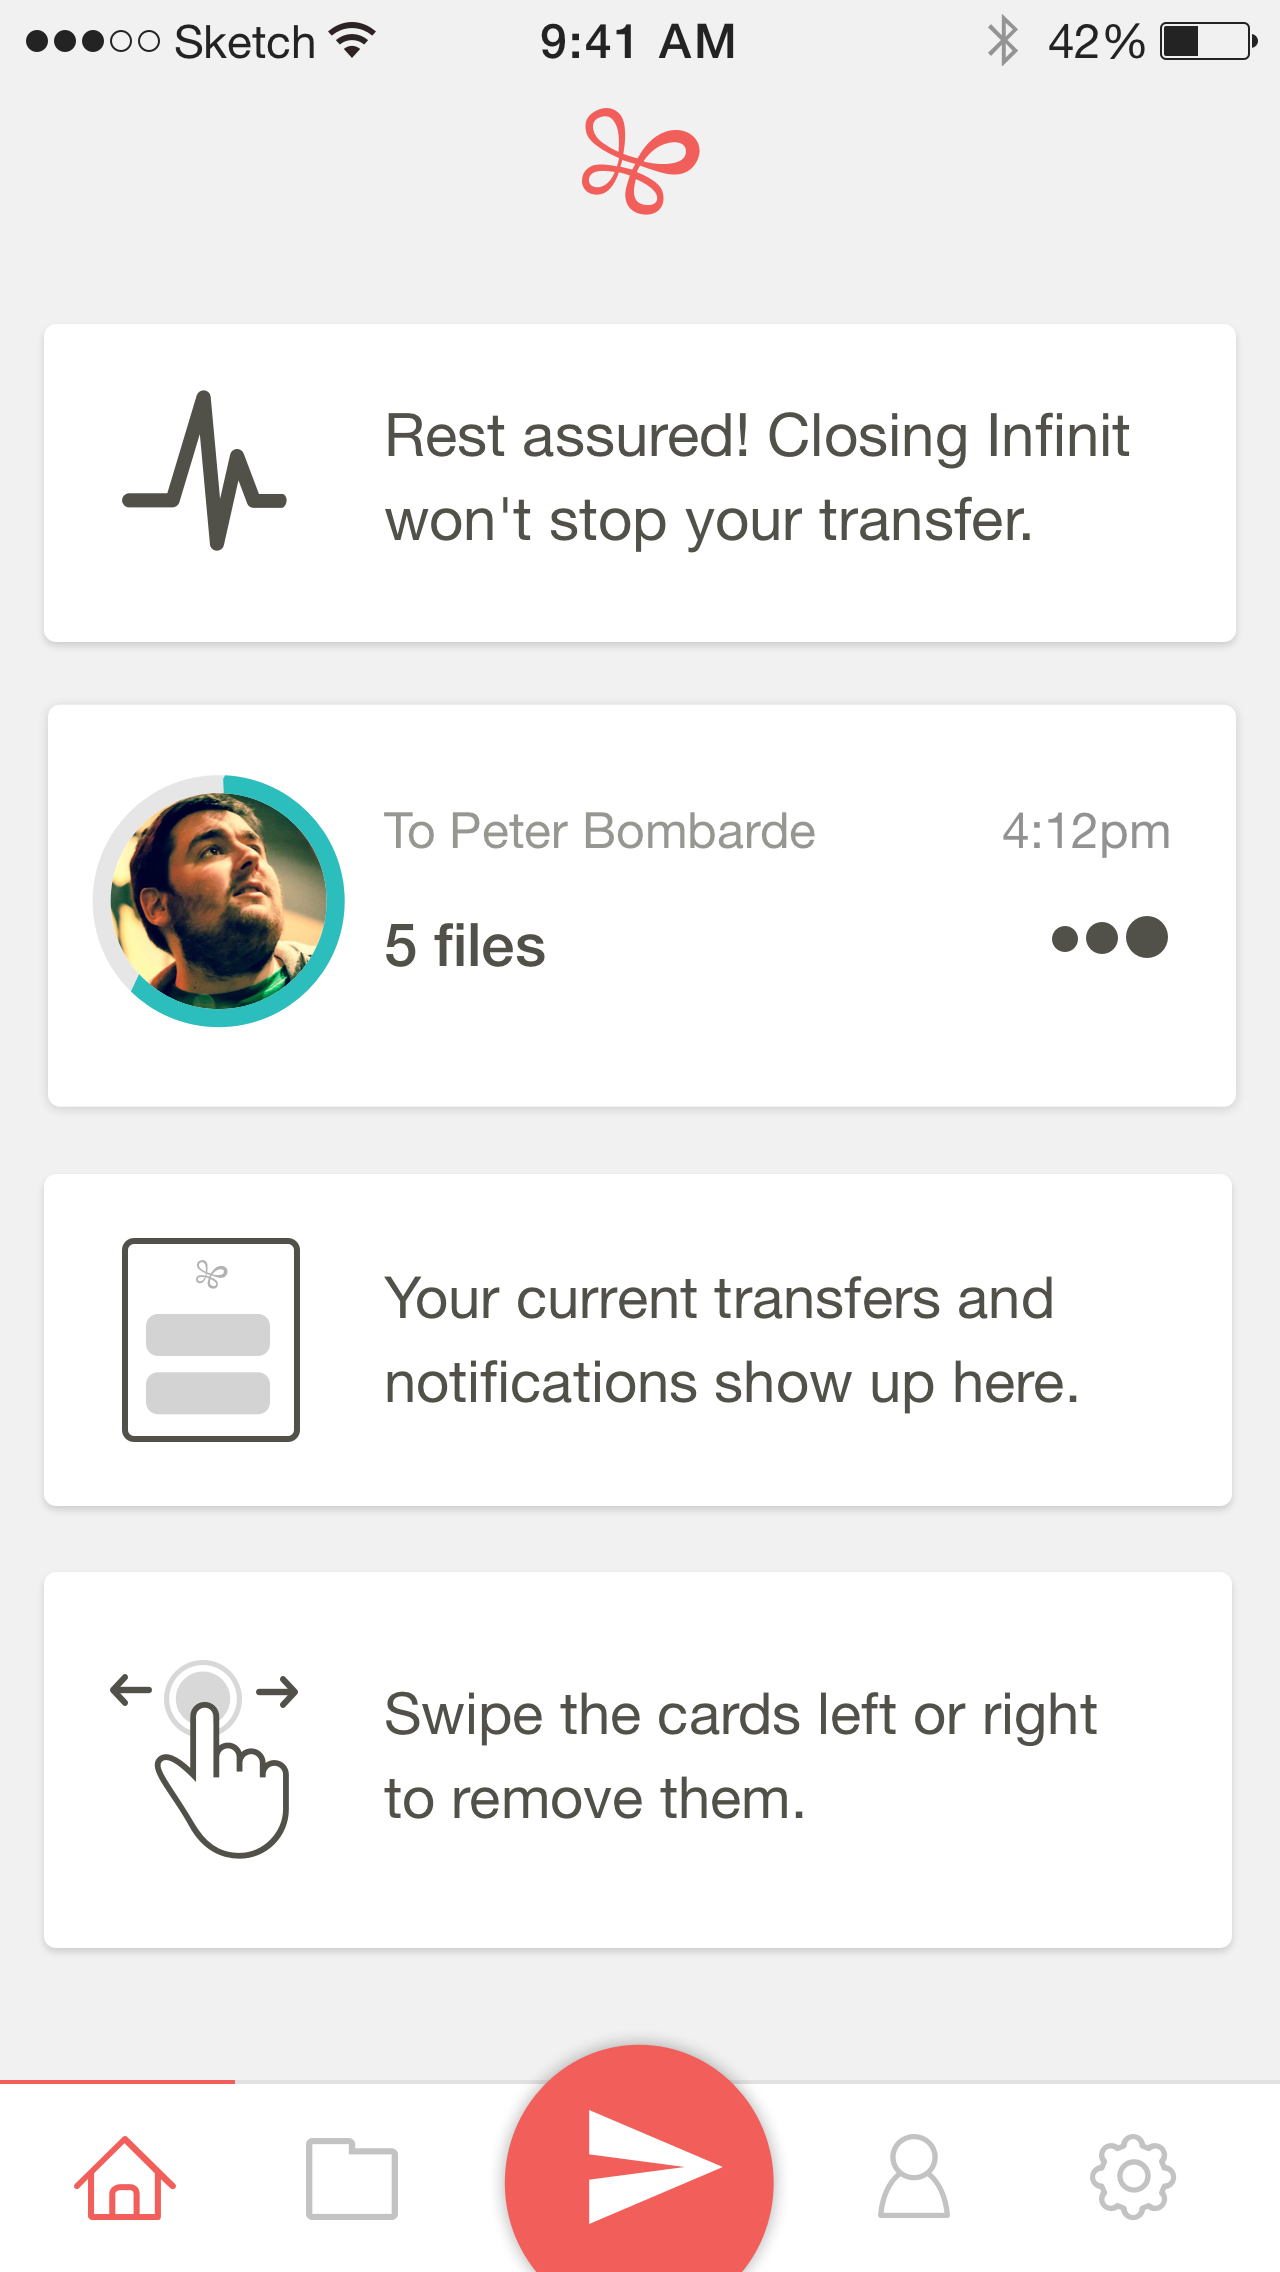 Sketch 9:41 AM 42%
Rest assured! Closing Infinit
won't stop your transfer.
To Peter Bombarde 4:12pm
5 files
Your current transfers and
notifications show up here.
Swipe the cards left or right
to remove them.